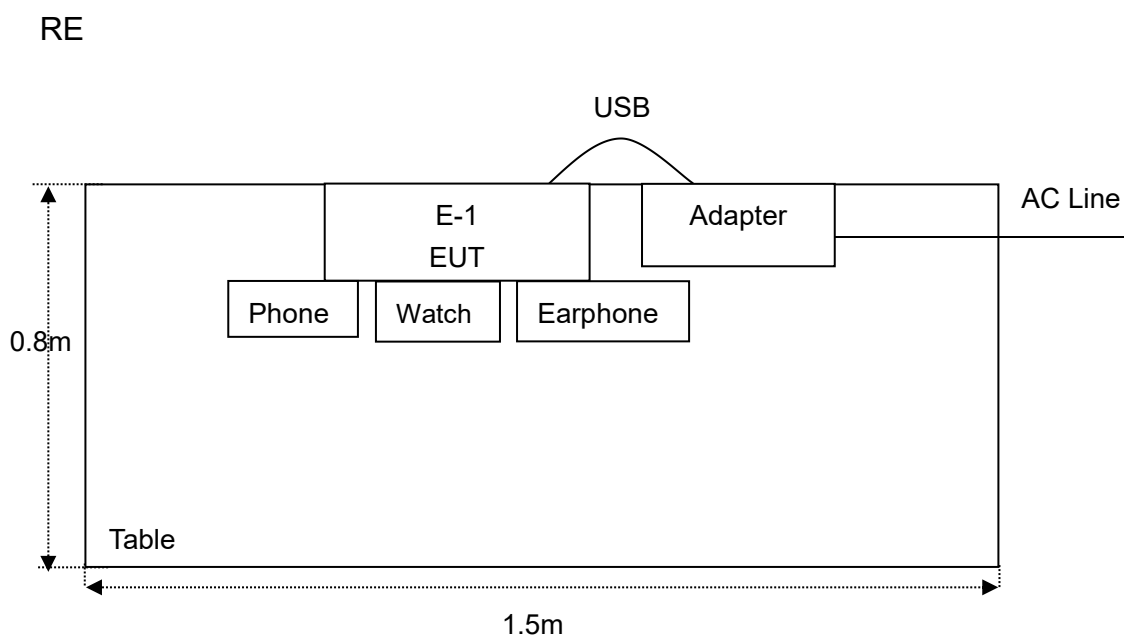 RE
USB
E-1
EUT
Adapter
AC Line
Phone
Watch
Earphone
0.8m
Table
1.5m